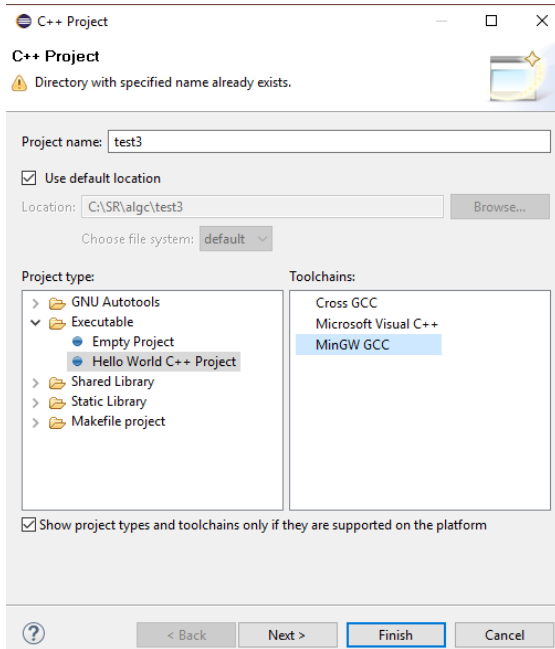 C++ Project
C++ Project
Directory with specified name already exists.
Project name: test3
Use default location
Location: C:\SR\algc\test3 Browse...
Choose file system: default
Project type: Toolchains:
GNU Autotools
Executable
Empty Project
Hello World C++ Project
Shared Library
Static Library
Makefile project
Cross GCC
Microsoft Visual C++
MinGW GCC
Show project types and toolchains only if they are supported on the platform
? < Back Next > Finish Cancel